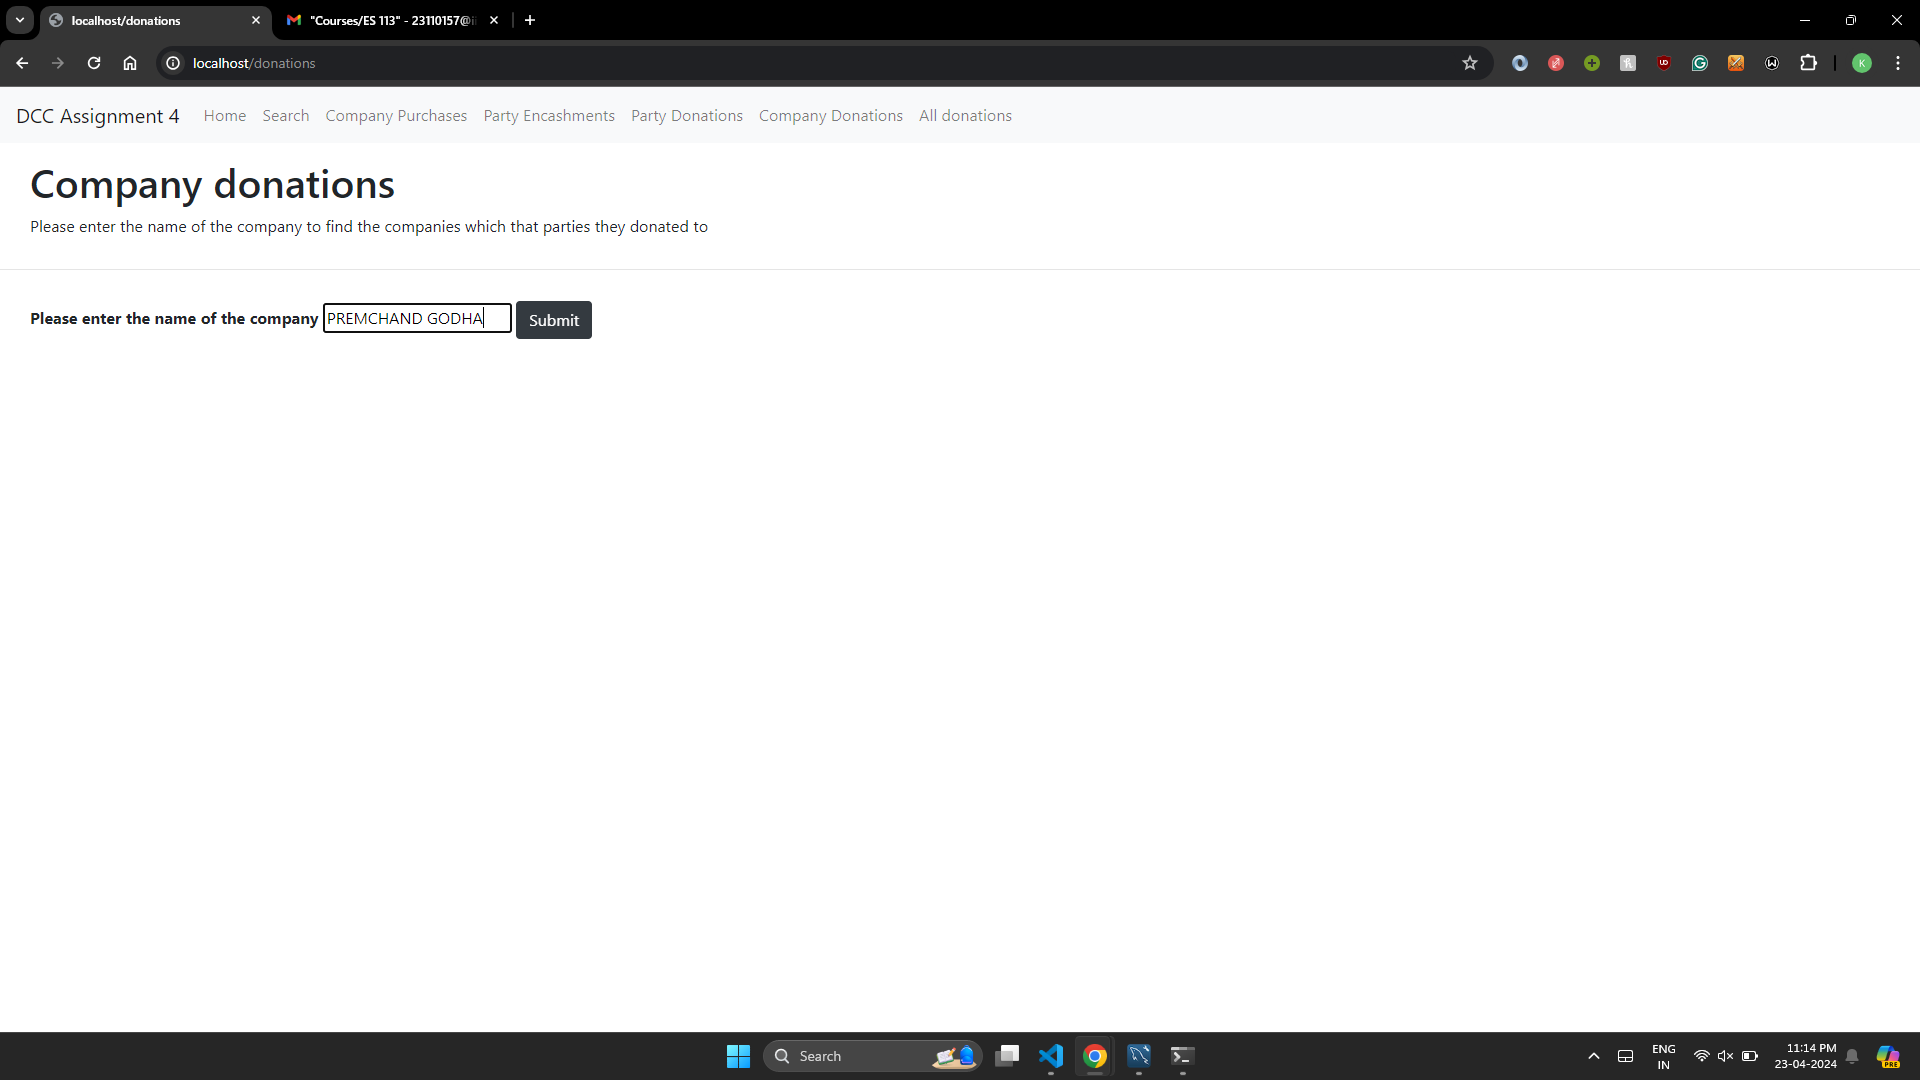 localhost/donations
"Courses/ES 113" - 23110157@i
localhost/donations
K
DCC Assignment 4 Home Search Company Purchases Party Encashments Party Donations Company Donations All donations
Company donations
Please enter the name of the company to find the companies which that parties they donated to
Please enter the name of the company PREMCHAND GODHA Submit
Search
ENG
IN
11:14 PM
23-04-2024
PRE